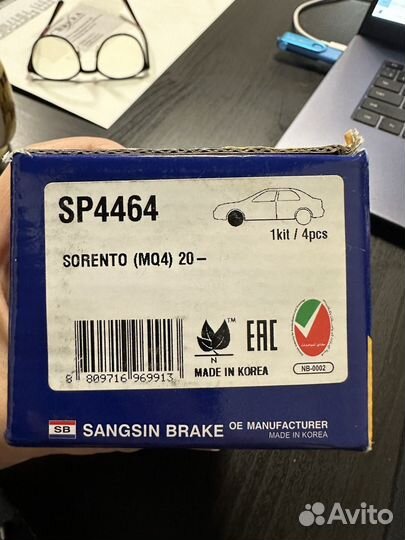 SP4464
1kit / 4pcs
SORENTO (MQ4) 20-
8 809716 969913
TM
N
EAC
NB-0002
MADE IN KOREA
SB
SANGSIN BRAKE
OE MANUFACTURER
MADE IN KOREA
Avito